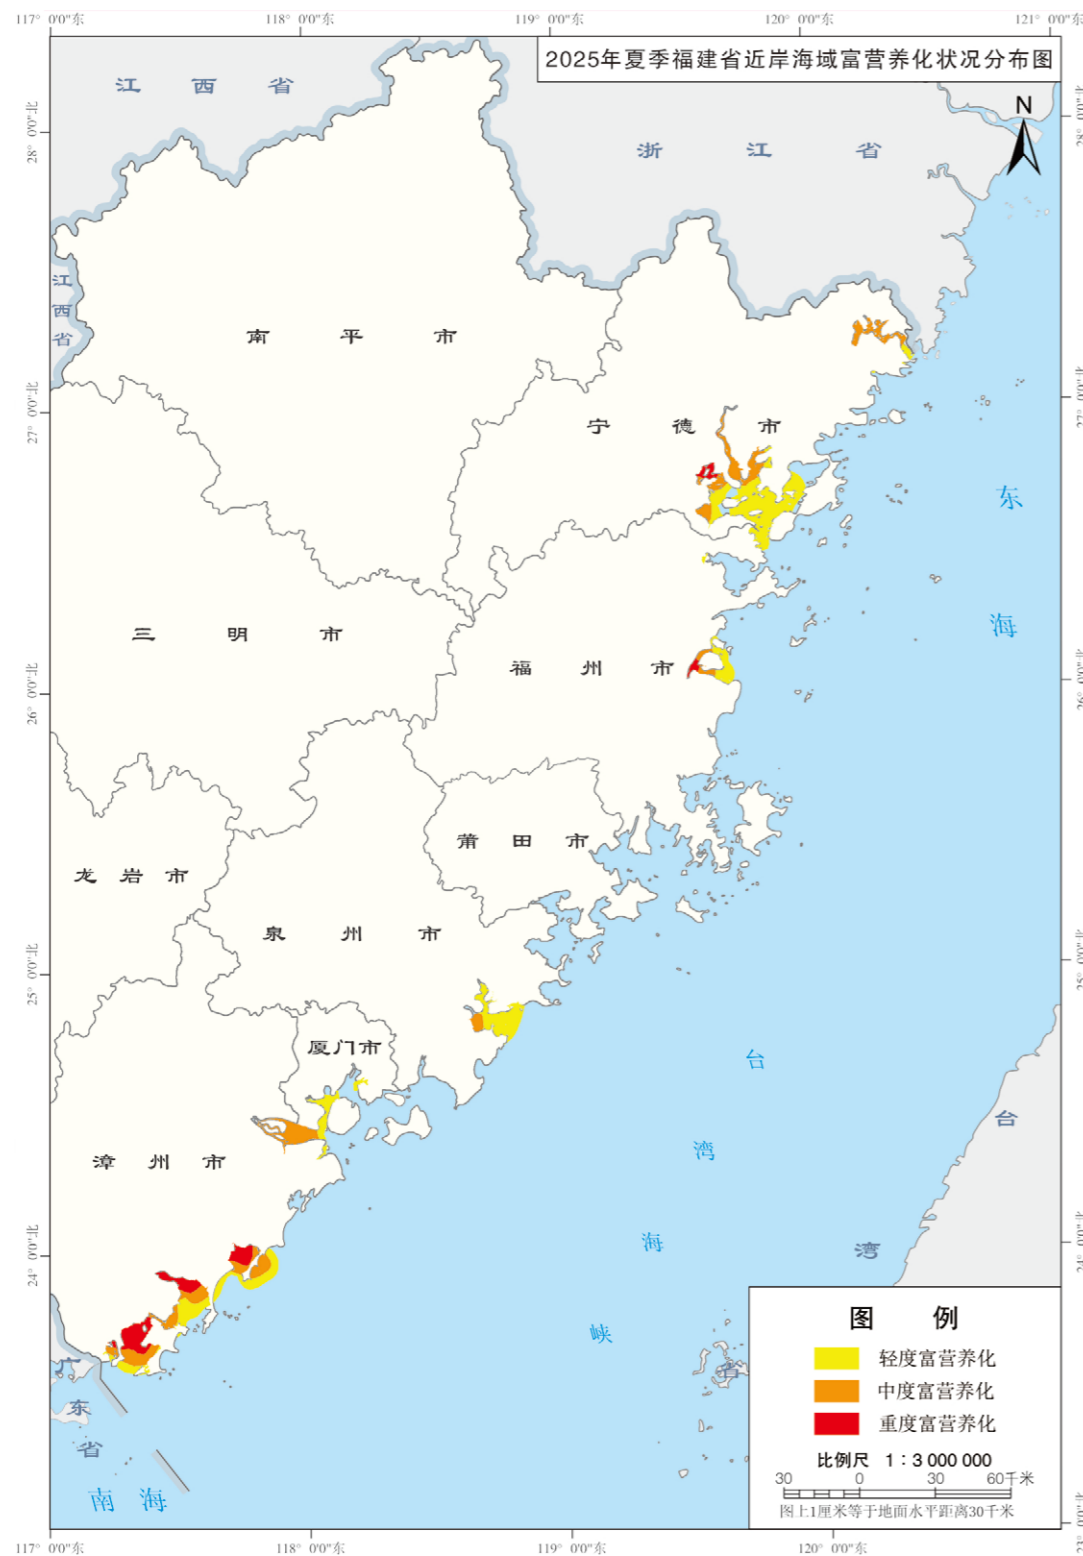 117° 0′0″东
118° 0′0″东
119° 0′0″东
120° 0′0″东
121° 0′0″东
2025年夏季福建省近岸海域富营养化状况分布图
N
江西省
浙江省
28° 0′0″北
江西省
南平市
宁德市
27° 0′0″北
东海
三明市
福州市
26° 0′0″北
莆田市
龙岩市
泉州市
25° 0′0″北
厦门市
台湾海峡
台湾省
漳州市
24° 0′0″北
广东省
南海
图例
轻度富营养化
中度富营养化
重度富营养化
比例尺 1：3 000 000
30 0 30 60千米
图上1厘米等于地面水平距离30千米
117° 0′0″东
118° 0′0″东
119° 0′0″东
120° 0′0″东